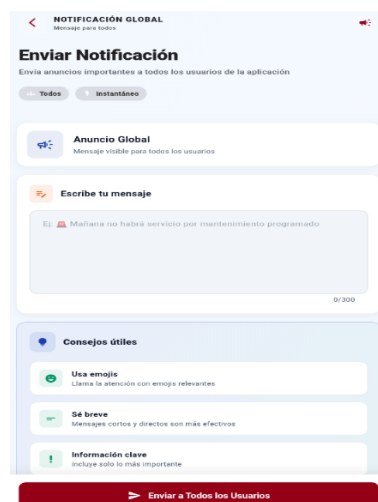 NOTIFICACIÓN GLOBAL
Mensaje para todos
Enviar Notificación
Envía anuncios importantes a todos los usuarios de la aplicación
Todos
Instantáneo
Anuncio Global
Mensaje visible para todos los usuarios
Escribe tu mensaje
Ej: 🚨 Mañana no habrá servicio por mantenimiento programado
0/300
Consejos útiles
Usa emojis
Llama la atención con emojis relevantes
Sé breve
Mensajes cortos y directos son más efectivos
Información clave
Incluye solo lo más importante
Enviar a Todos los Usuarios